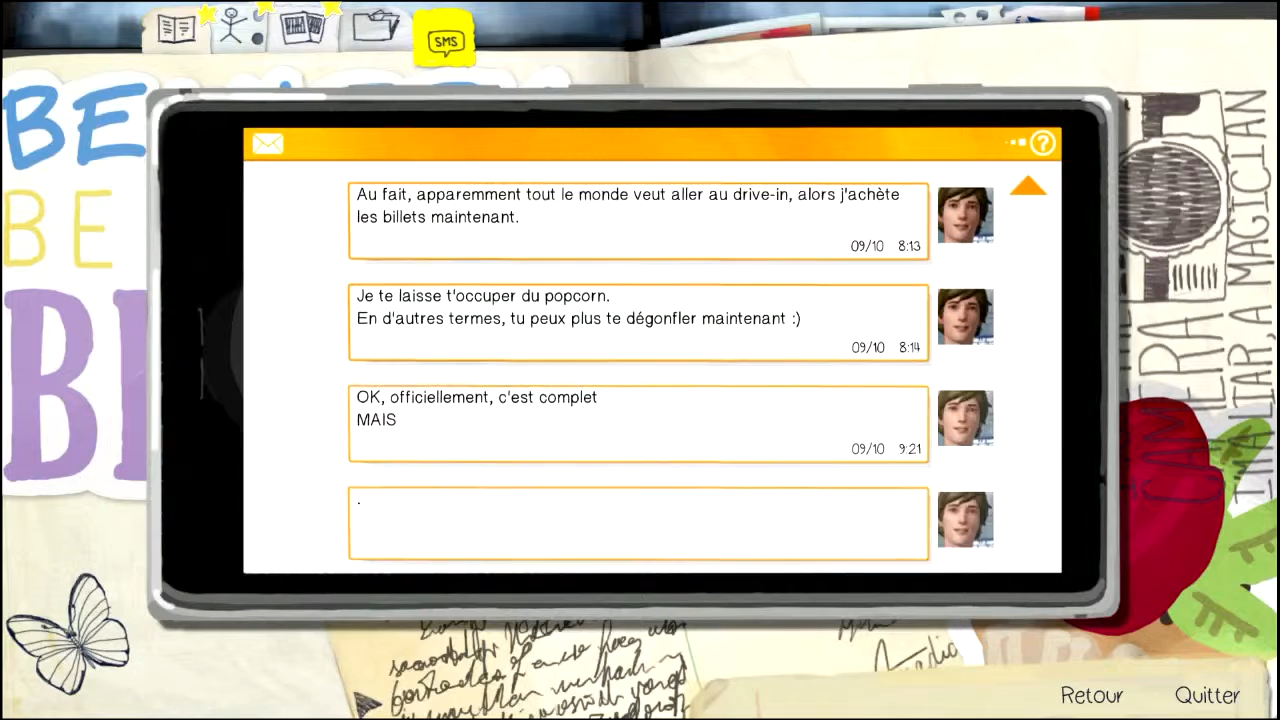 SMS
BE
BE
Au fait, apparemment tout le monde veut aller au drive-in, alors j'achète
les billets maintenant.
09/10 8:13
Je te laisse t'occuper du popcorn.
En d'autres termes, tu peux plus te dégonfler maintenant :)
09/10 8:14
OK, officiellement, c'est complet
MAIS
09/10 9:21
.
?
CAMERA
LIAR, A MAGICIAN
Retour
Quitter